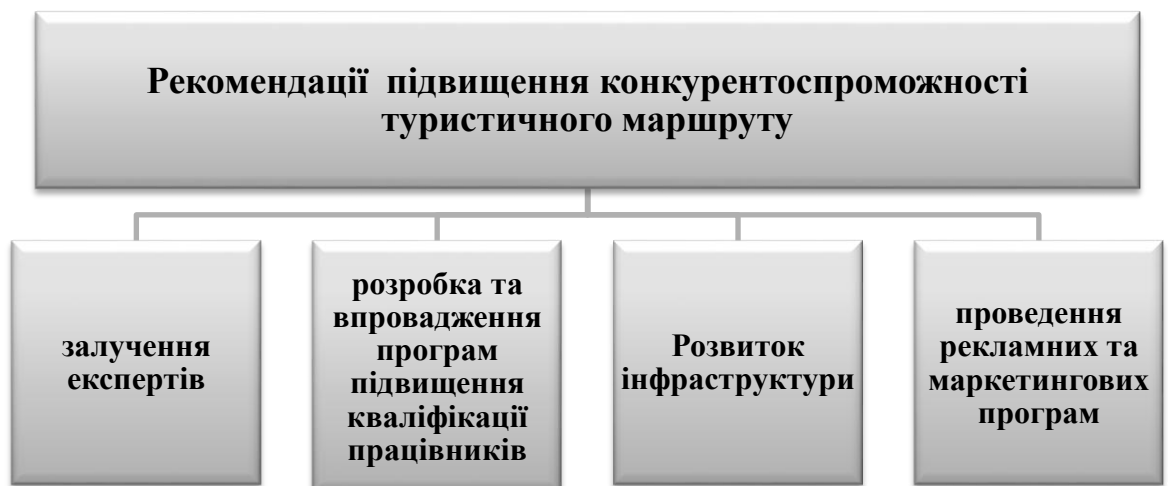 Рекомендації підвищення конкурентоспроможності
туристичного маршруту
залучення
експертів
розробка та
впровадження
програм
підвищення
кваліфікації
працівників
Розвиток
інфраструктури
проведення
рекламних та
маркетингових
програм